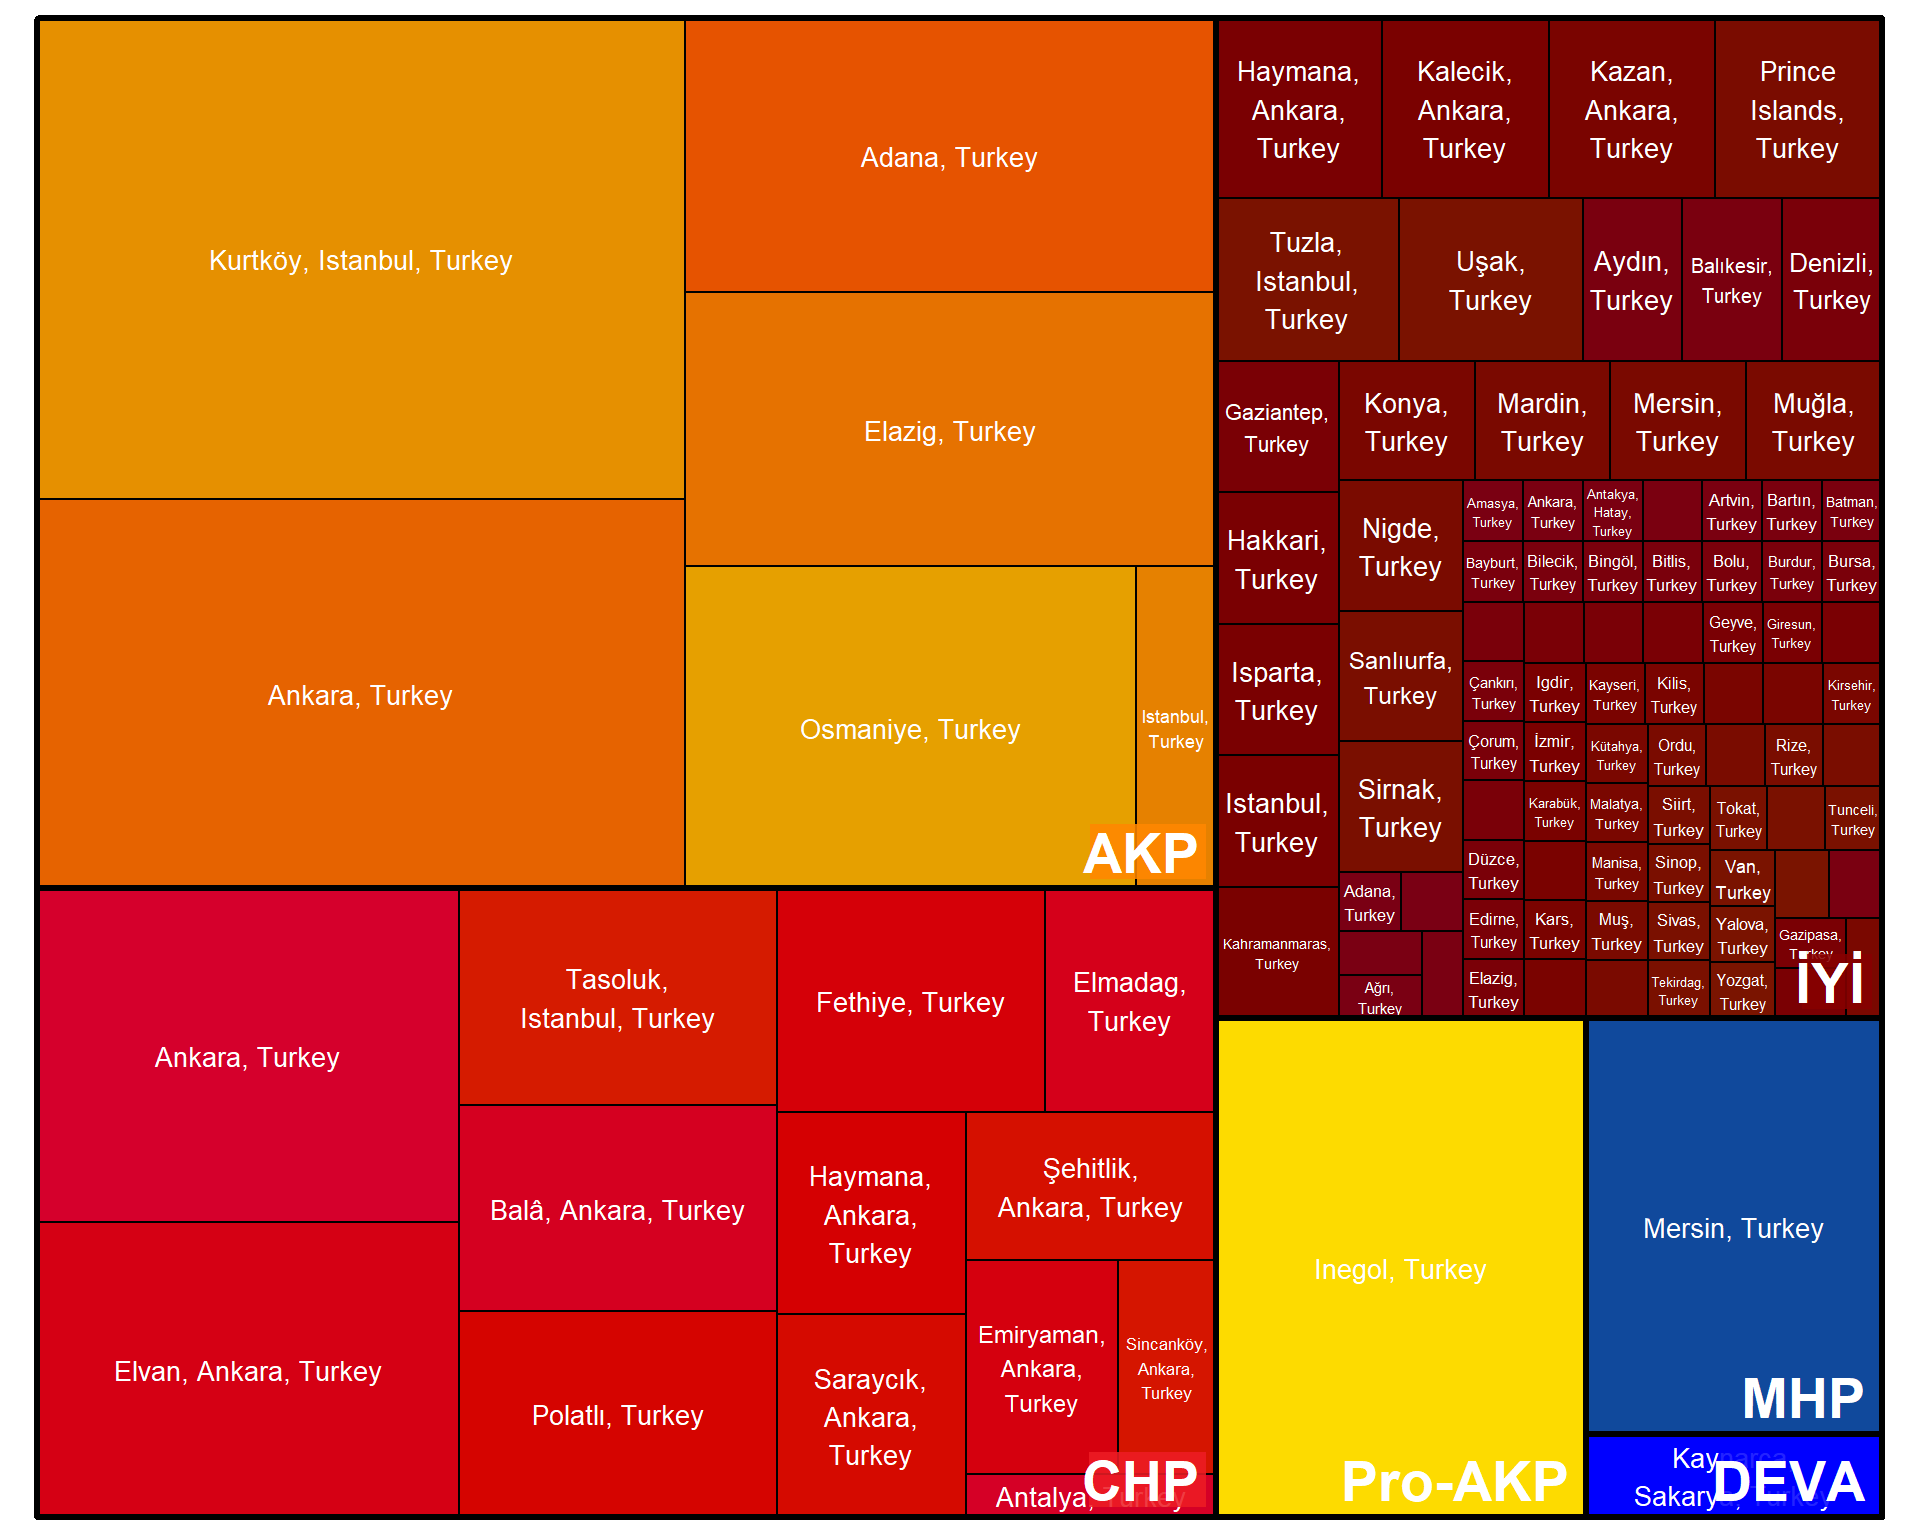 Kurtköy, Istanbul, Turkey
Ankara, Turkey
Adana, Turkey
Elazig, Turkey
Osmaniye, Turkey
Istanbul,
Turkey
AKP
Ankara, Turkey
Elvan, Ankara, Turkey
Tasoluk,
Istanbul, Turkey
Balâ, Ankara, Turkey
Polatlı, Turkey
Fethiye, Turkey
Elmadag,
Turkey
Haymana,
Ankara,
Turkey
Saraycık,
Ankara,
Turkey
Şehitlik,
Ankara, Turkey
Emiryaman,
Ankara,
Turkey
Sincanköy,
Ankara,
Turkey
Antalya, Turkey
CHP
Haymana,
Ankara,
Turkey
Kalecik,
Ankara,
Turkey
Kazan,
Ankara,
Turkey
Prince
Islands,
Turkey
Tuzla,
Istanbul,
Turkey
Uşak,
Turkey
Aydın,
Turkey
Balıkesir,
Turkey
Denizli,
Turkey
Gaziantep,
Turkey
Hakkari,
Turkey
Isparta,
Turkey
Istanbul,
Turkey
Kahramanmaras,
Turkey
Konya,
Turkey
Mardin,
Turkey
Mersin,
Turkey
Muğla,
Turkey
Nigde,
Turkey
Sanlıurfa,
Turkey
Sirnak,
Turkey
Adana,
Turkey
Ağrı,
Turkey
Amasya,
Turkey
Ankara,
Turkey
Antakya,
Hatay,
Turkey
Artvin,
Turkey
Bartın,
Turkey
Batman,
Turkey
Bayburt,
Turkey
Bilecik,
Turkey
Bingöl,
Turkey
Bitlis,
Turkey
Bolu,
Turkey
Burdur,
Turkey
Bursa,
Turkey
Geyve,
Turkey
Giresun,
Turkey
Çankırı,
Turkey
Igdir,
Turkey
Kayseri,
Turkey
Kilis,
Turkey
Kirsehir,
Turkey
Çorum,
Turkey
İzmir,
Turkey
Kütahya,
Turkey
Ordu,
Turkey
Rize,
Turkey
Karabük,
Turkey
Malatya,
Turkey
Siirt,
Turkey
Tokat,
Turkey
Tunceli,
Turkey
Düzce,
Turkey
Manisa,
Turkey
Sinop,
Turkey
Van,
Turkey
Edirne,
Turkey
Kars,
Turkey
Muş,
Turkey
Sivas,
Turkey
Yalova,
Turkey
Gazipasa,
Turkey
Elazig,
Turkey
Tekirdag,
Turkey
Yozgat,
Turkey
İYİ
Inegol, Turkey
Pro-AKP
Mersin, Turkey
MHP
Kaynarca,
Sakarya, Turkey
DEVA